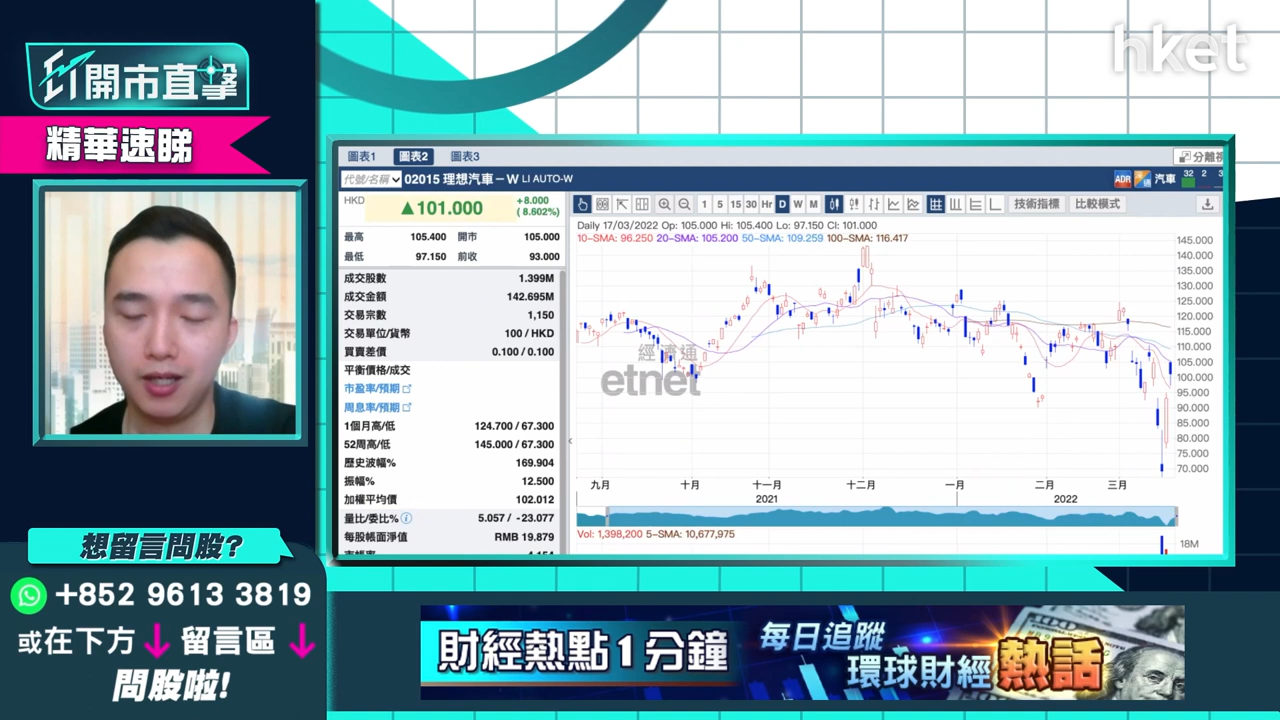 hket
ET開市直擊
精華速睇
圖表1 圖表2 圖表3
分離視
代號/名稱 02015 理想汽車－W LI AUTO-W
ADR 汽車 32 2 3
HKD ▲101.000 +8.000
( 8.602%)
最高 105.400 開市 105.000
最低 97.150 前收 93.000
成交股數 1.399M
成交金額 142.695M
交易宗數 1,150
交易單位/貨幣 100 / HKD
買賣差價 0.100 / 0.100
平衡價格/成交
市盈率/預期
周息率/預期
1個月高/低 124.700 / 67.300
52周高/低 145.000 / 67.300
歷史波幅% 169.904
振幅% 12.500
加權平均價 102.012
量比/委比% 5.057 / -23.077
每股帳面淨值 RMB 19.879
市帳率 4.154
1 5 15 30 Hr D W M 技術指標 比較模式
Daily 17/03/2022 Op: 105.000 Hi: 105.400 Lo: 97.150 Cl: 101.000
10-SMA: 96.250 20-SMA: 105.200 50-SMA: 109.259 100-SMA: 116.417
145.000
140.000
135.000
130.000
125.000
120.000
115.000
110.000
105.000
100.000
95.000
90.000
85.000
80.000
75.000
70.000
經濟通
etnet
九月 十月 十一月 十二月 一月 二月 三月
2021 2022
Vol: 1,398,200 5-SMA: 10,677,975
18M
想留言問股?
+852 9613 3819
或在下方 留言區
問股啦!
財經熱點1分鐘
每日追蹤
環球財經熱話